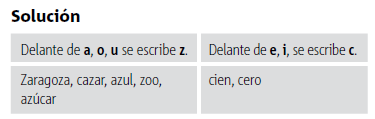 Solución
Delante de a, o, u se escribe z.
Delante de e, i, se escribe c.
Zaragoza, cazar, azul, zoo,
azúcar
cien, cero